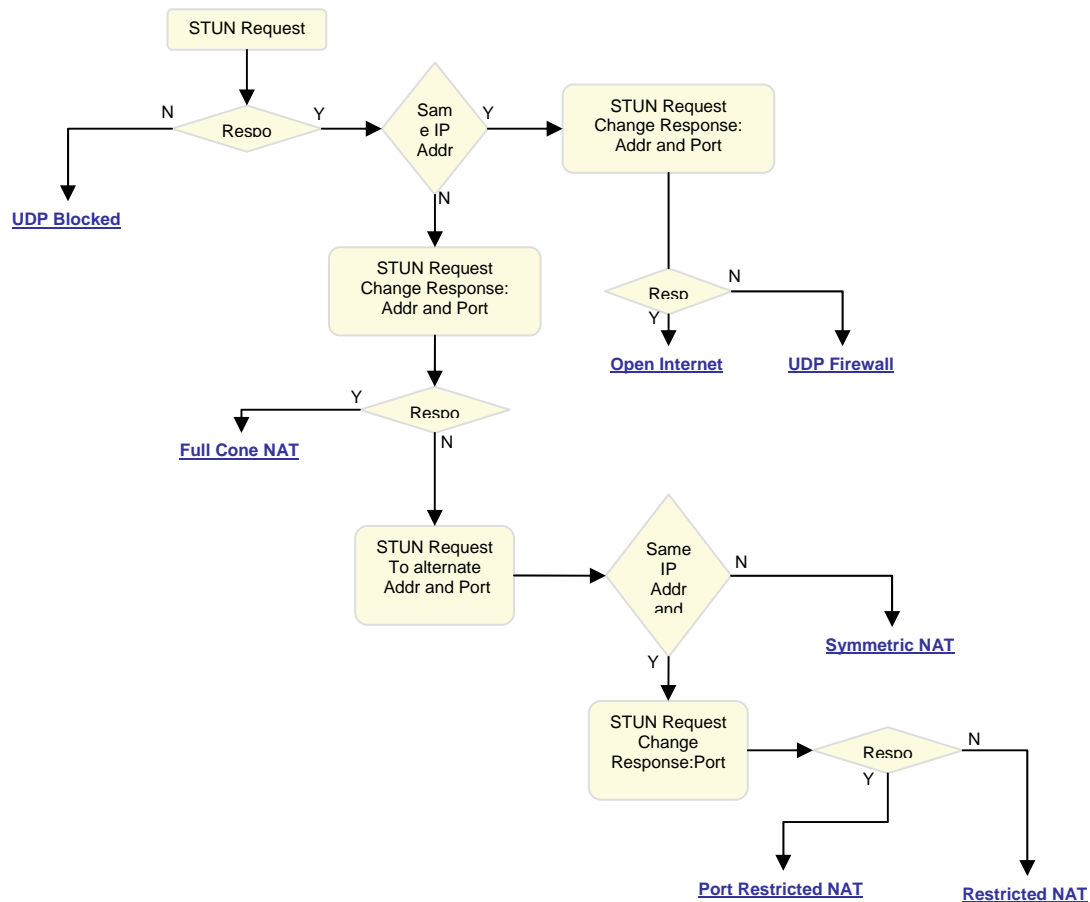 STUN Request
N
Respo
Y
Sam
e IP
Addr
Y
STUN Request
Change Response:
Addr and Port
UDP Blocked
N
STUN Request
Change Response:
Addr and Port
Resp
N
Y
Open Internet
UDP Firewall
Y
Respo
Full Cone NAT
N
STUN Request
To alternate
Addr and Port
Same
IP
Addr
and
N
Symmetric NAT
Y
STUN Request
Change
Response:Port
Respo
N
Y
Port Restricted NAT
Restricted NAT